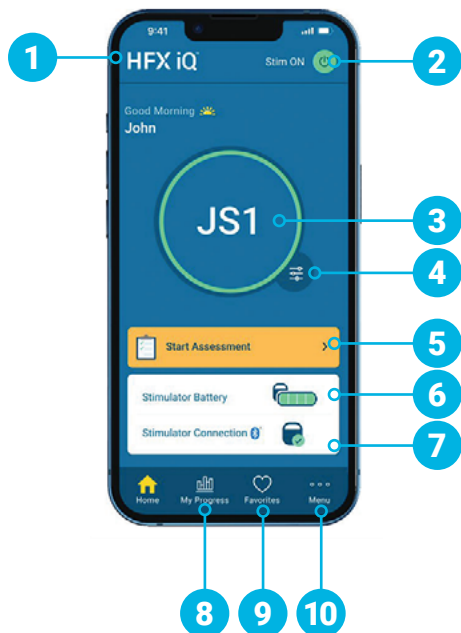 9:41
1
HFX iQ
Stim ON
2
Good Morning
John
JS1
3
4
Start Assessment
5
Stimulator Battery
6
Stimulator Connection
7
Home
My Progress
Favorites
Menu
8
9
10